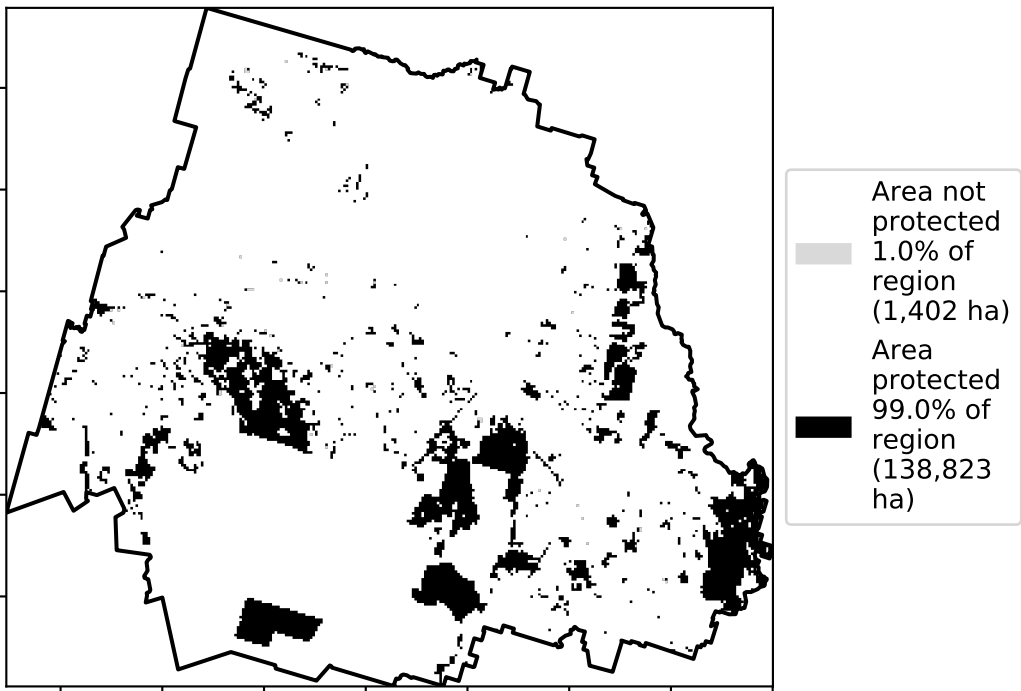 Area not
protected
1.0% of
region
(1,402 ha)
Area
protected
99.0% of
region
(138,823
ha)